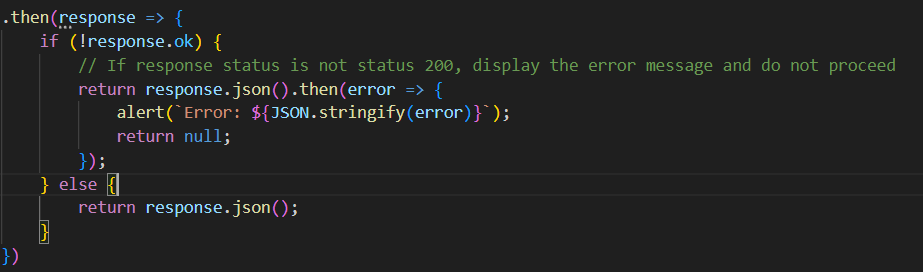 .then(response => {
    if (!response.ok) {
        // If response status is not status 200, display the error message and do not proceed
        return response.json().then(error => {
            alert(`Error: ${JSON.stringify(error)}`);
            return null;
        });
    } else {
        return response.json();
    }
})